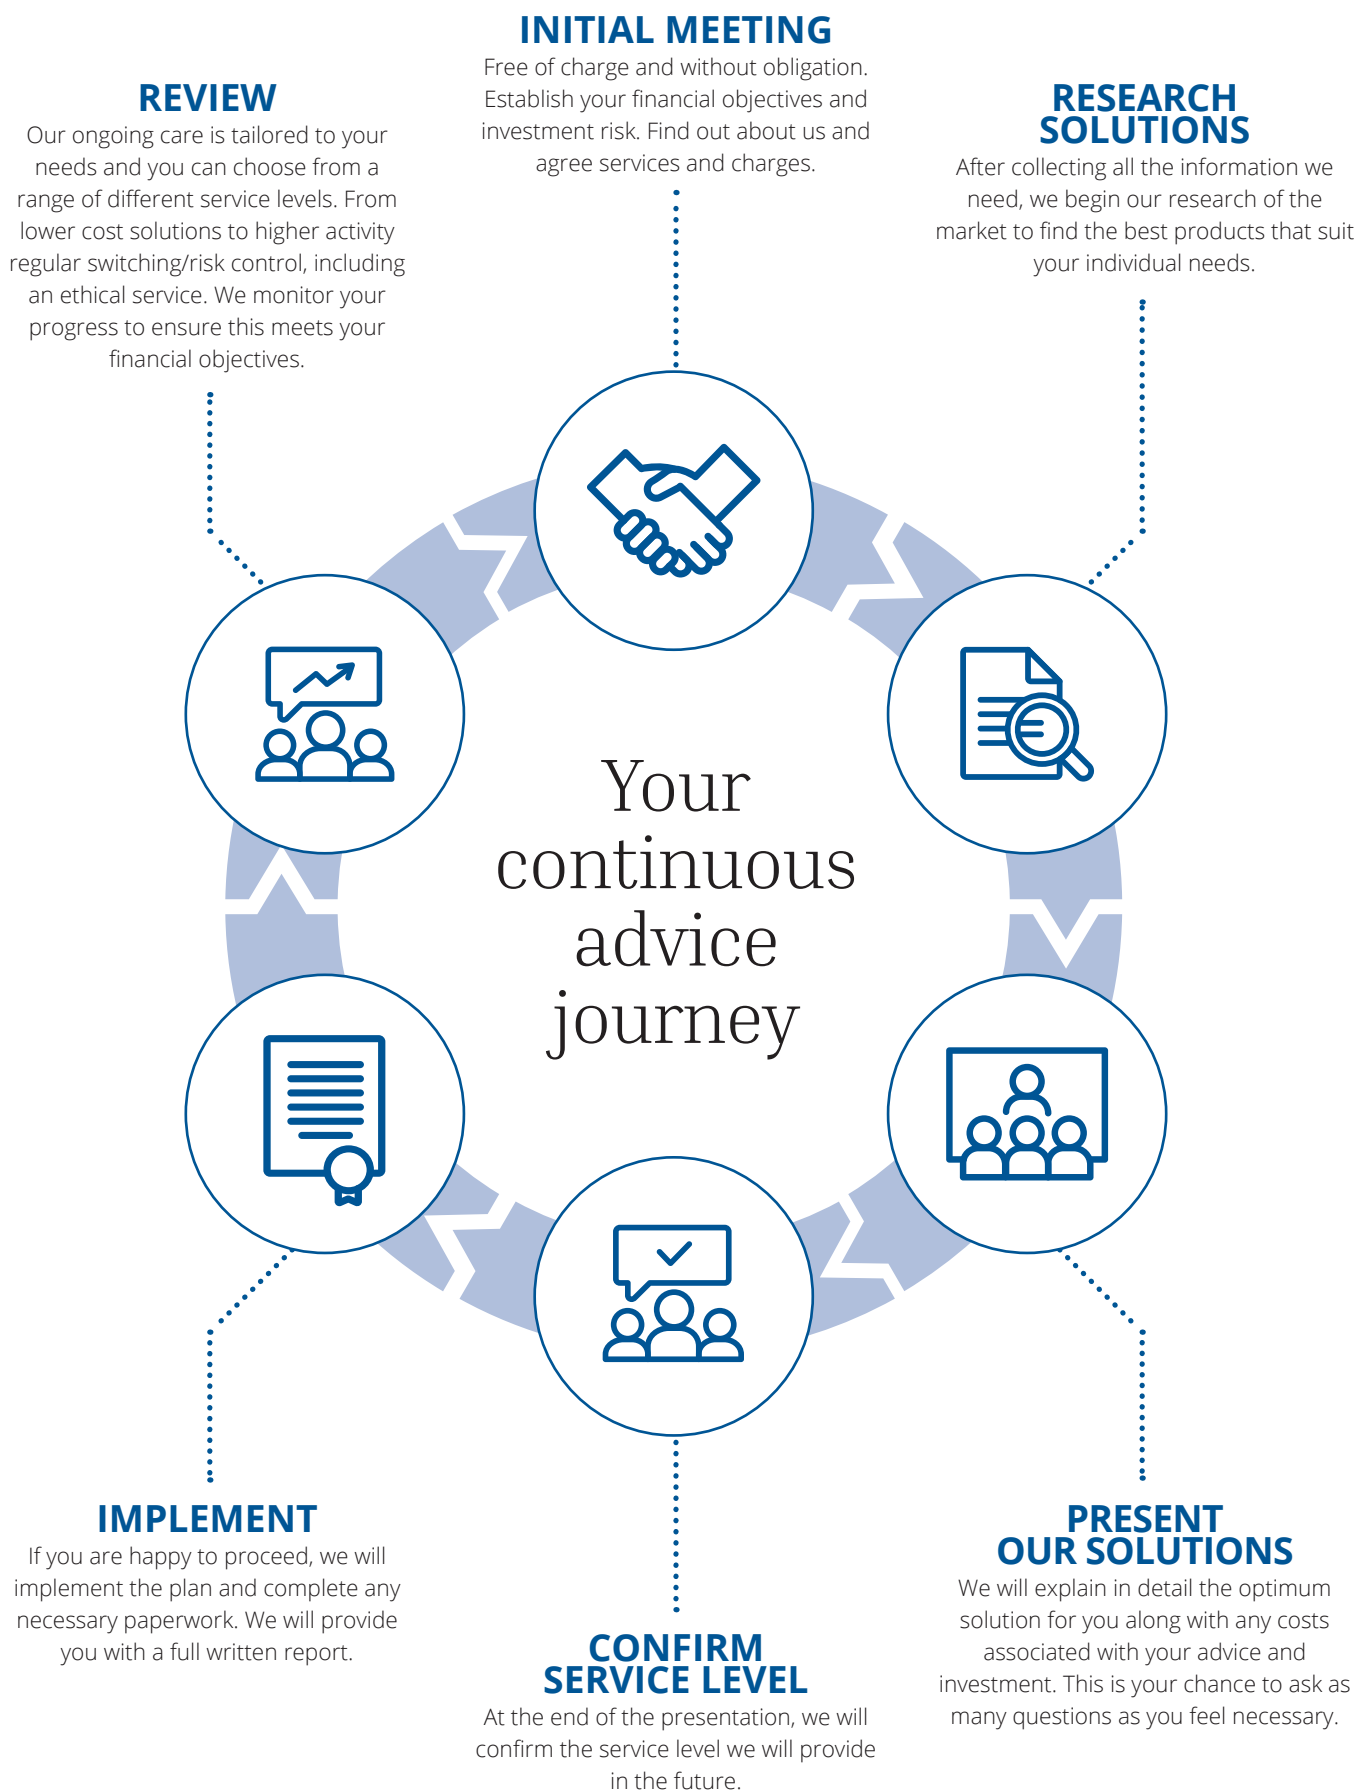 INITIAL MEETING
Free of charge and without obligation.
Establish your financial objectives and
investment risk. Find out about us and
agree services and charges.
RESEARCH
SOLUTIONS
After collecting all the information we
need, we begin our research of the
market to find the best products that suit
your individual needs.
PRESENT
OUR SOLUTIONS
We will explain in detail the optimum
solution for you along with any costs
associated with your advice and
investment. This is your chance to ask as
many questions as you feel necessary.
CONFIRM
SERVICE LEVEL
At the end of the presentation, we will
confirm the service level we will provide
in the future.
IMPLEMENT
If you are happy to proceed, we will
implement the plan and complete any
necessary paperwork. We will provide
you with a full written report.
REVIEW
Our ongoing care is tailored to your
needs and you can choose from a
range of different service levels. From
lower cost solutions to higher activity
regular switching/risk control, including
an ethical service. We monitor your
progress to ensure this meets your
financial objectives.
Your
continuous
advice
journey